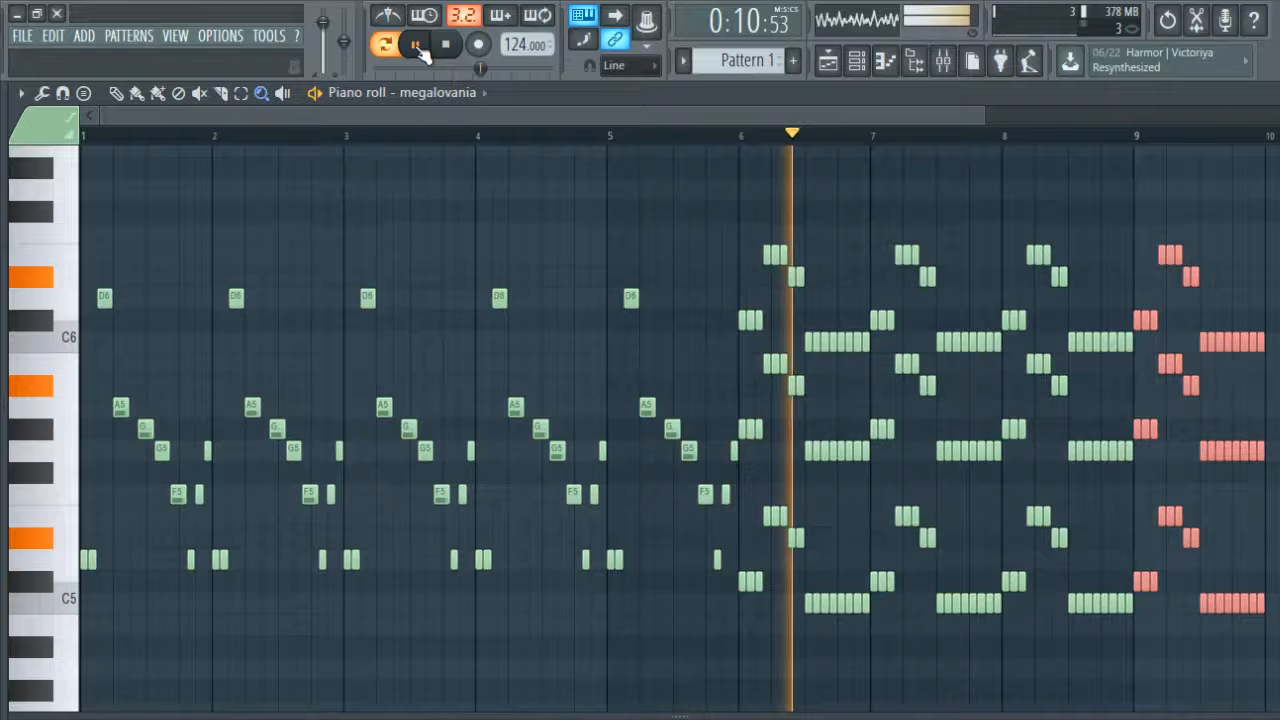 3.2.
0:10:53
M:S:CS
3
378 MB
3
FILE EDIT ADD PATTERNS VIEW OPTIONS TOOLS ?
124.000
Line
Pattern 1
06/22 Harmor | Victoriya
Resynthesized
Piano roll - megalovania
1 2 3 4 5 6 7 8 9 10
D6 D6 D6 D6 D6
C6
A5 A5 A5 A5 A5
G.. G.. G.. G.. G..
G5 G5 G5 G5 G5
F5 F5 F5 F5 F5
C5